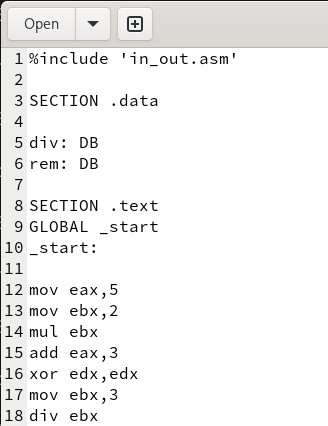 Open
1 %include 'in_out.asm'
2
3 SECTION .data
4
5 div: DB
6 rem: DB
7
8 SECTION .text
9 GLOBAL _start
10 _start:
11
12 mov eax,5
13 mov ebx,2
14 mul ebx
15 add eax,3
16 xor edx,edx
17 mov ebx,3
18 div ebx